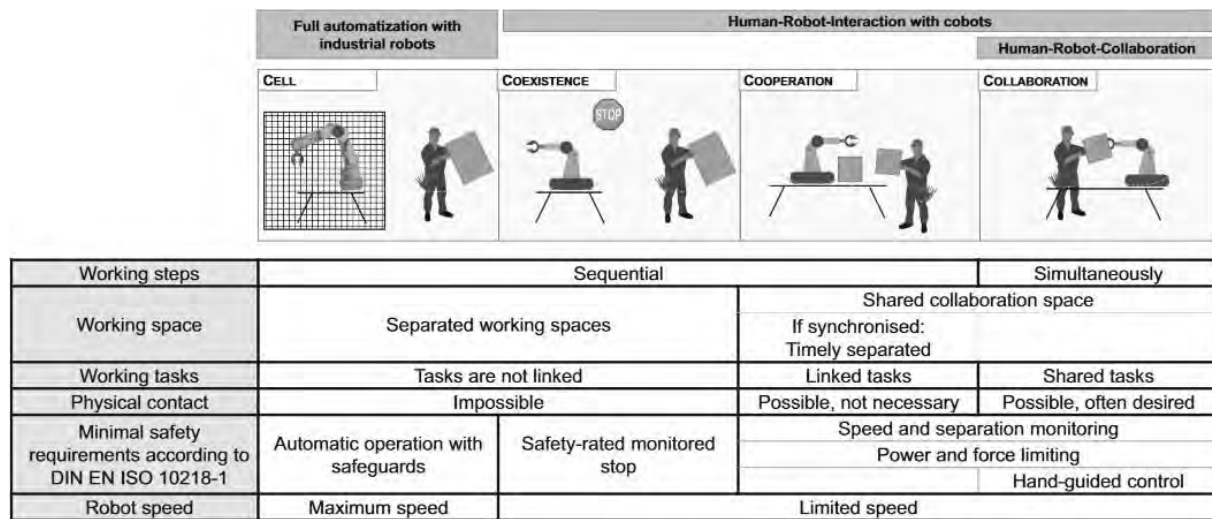 Full automatization with
industrial robots
Human-Robot-Interaction with cobots
Human-Robot-Collaboration
CELL
COEXISTENCE
COOPERATION
COLLABORATION
STOP
Working steps
Sequential
Simultaneously
Working space
Separated working spaces
Shared collaboration space
If synchronised:
Timely separated
Working tasks
Tasks are not linked
Linked tasks
Shared tasks
Physical contact
Impossible
Possible, not necessary
Possible, often desired
Minimal safety
requirements according to
DIN EN ISO 10218-1
Automatic operation with
safeguards
Safety-rated monitored
stop
Speed and separation monitoring
Power and force limiting
Hand-guided control
Robot speed
Maximum speed
Limited speed